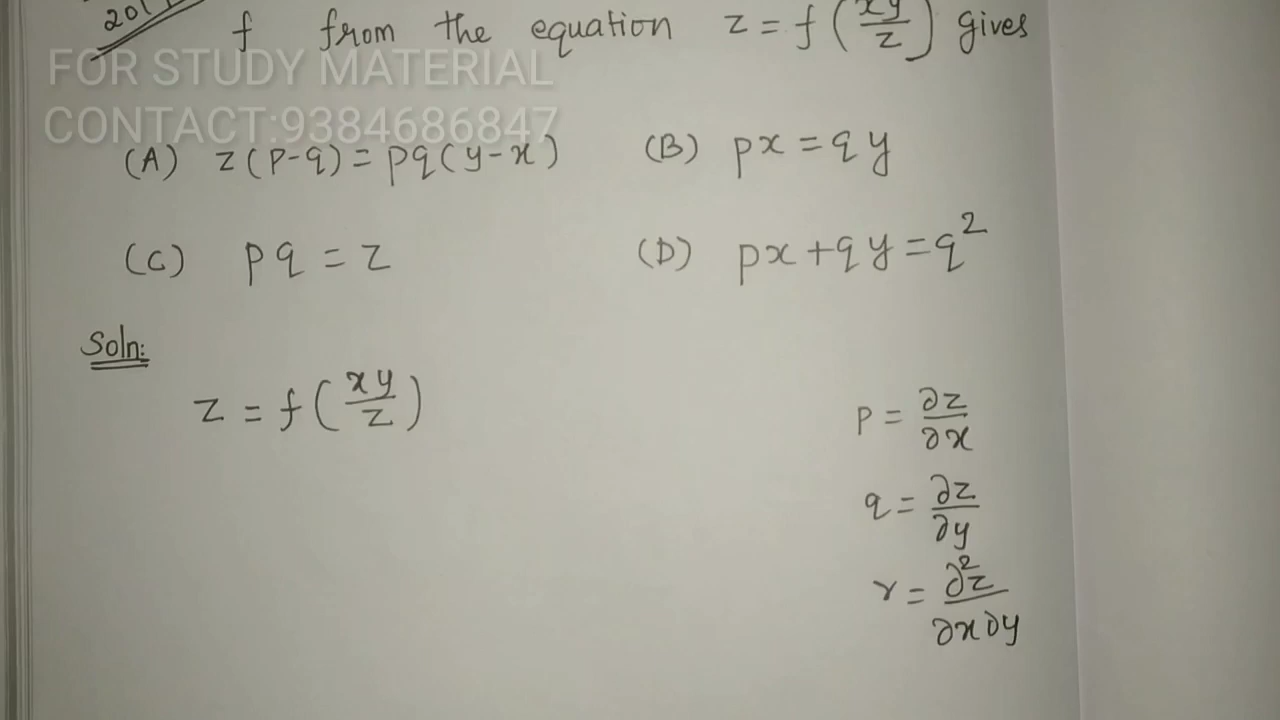 201
f from the equation z = f(xy/z) gives
FOR STUDY MATERIAL
CONTACT:9384686847
(A) z(p-q) = pq(y-x) (B) px = qy
(C) pq = z (D) px + qy = q²
Soln:
z = f(xy/z)
p = ∂z/∂x
q = ∂z/∂y
r = ∂²z/∂x∂y